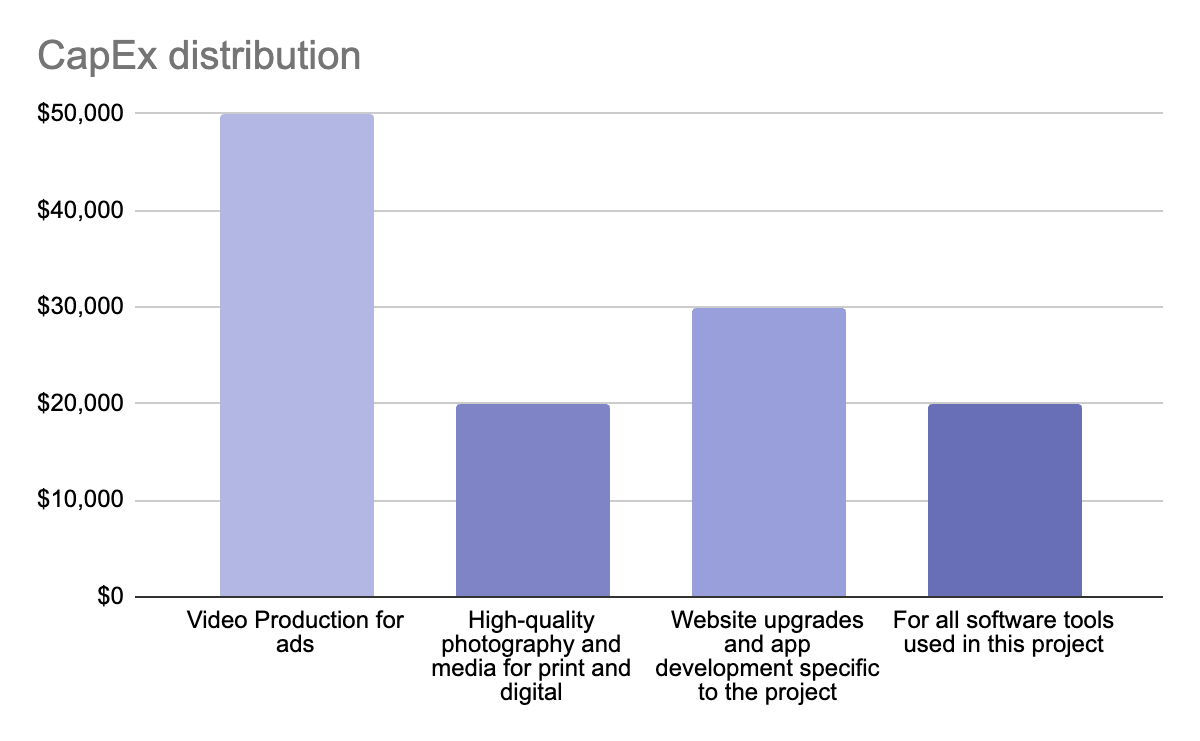 CapEx distribution
$50,000
$40,000
$30,000
$20,000
$10,000
$0
Video Production for
ads
High-quality
photography and
media for print and
digital
Website upgrades
and app
development specific
to the project
For all software tools
used in this project